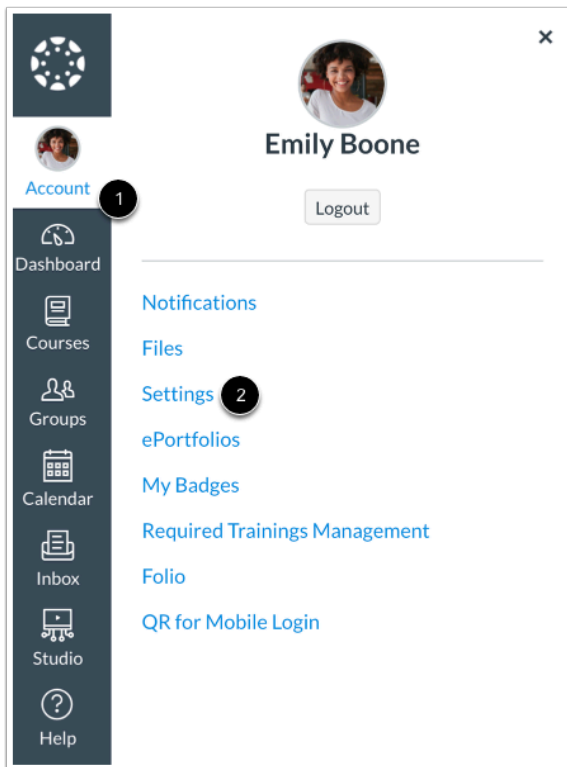 Account
1
Dashboard
Courses
Groups
Calendar
Inbox
Studio
Help
×
Emily Boone
Logout
Notifications
Files
Settings 2
ePortfolios
My Badges
Required Trainings Management
Folio
QR for Mobile Login